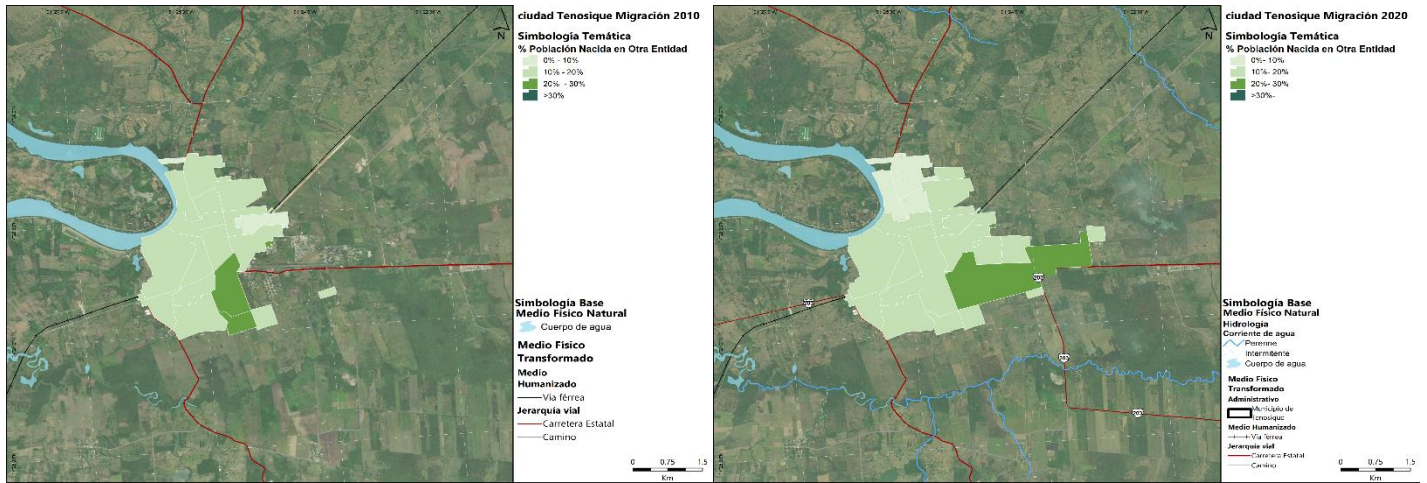 ciudad Tenosique Migración 2010
N
Simbología Temática
% Población Nacida en Otra Entidad
0% - 10%
10% - 20%
20% - 30%
>30%
Simbología Base
Medio Físico Natural
Cuerpo de agua
Medio Físico
Transformado
Medio
Humanizado
Via férrea
Jerarquía vial
Carretera Estatal
Camino
0 0.75 1.5
Km
ciudad Tenosique Migración 2020
N
Simbología Temática
% Población Nacida en Otra Entidad
0%- 10%
10%- 20%
20%- 30%
>30%-
203
203
203
Simbología Base
Medio Físico Natural
Hidrología
Corriente de agua
Perenne
Intermitente
Cuerpo de agua
Medio Físico
Transformado
Administrativo
Municipio de
Tenosique
Medio Humanizado
Via férrea
Jerarquía vial
Carretera Estatal
Camino
0 0.75 1.5
Km